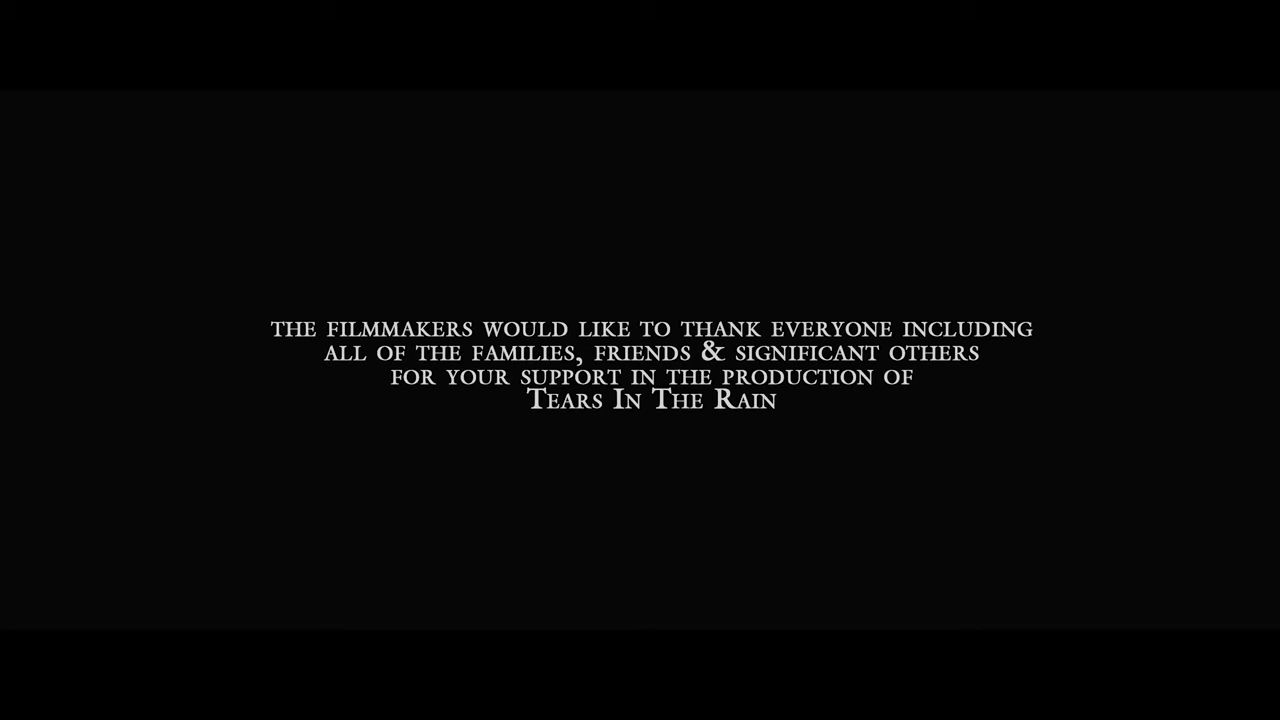 THE FILMMAKERS WOULD LIKE TO THANK EVERYONE INCLUDING
ALL OF THE FAMILIES, FRIENDS & SIGNIFICANT OTHERS
FOR YOUR SUPPORT IN THE PRODUCTION OF
TEARS IN THE RAIN